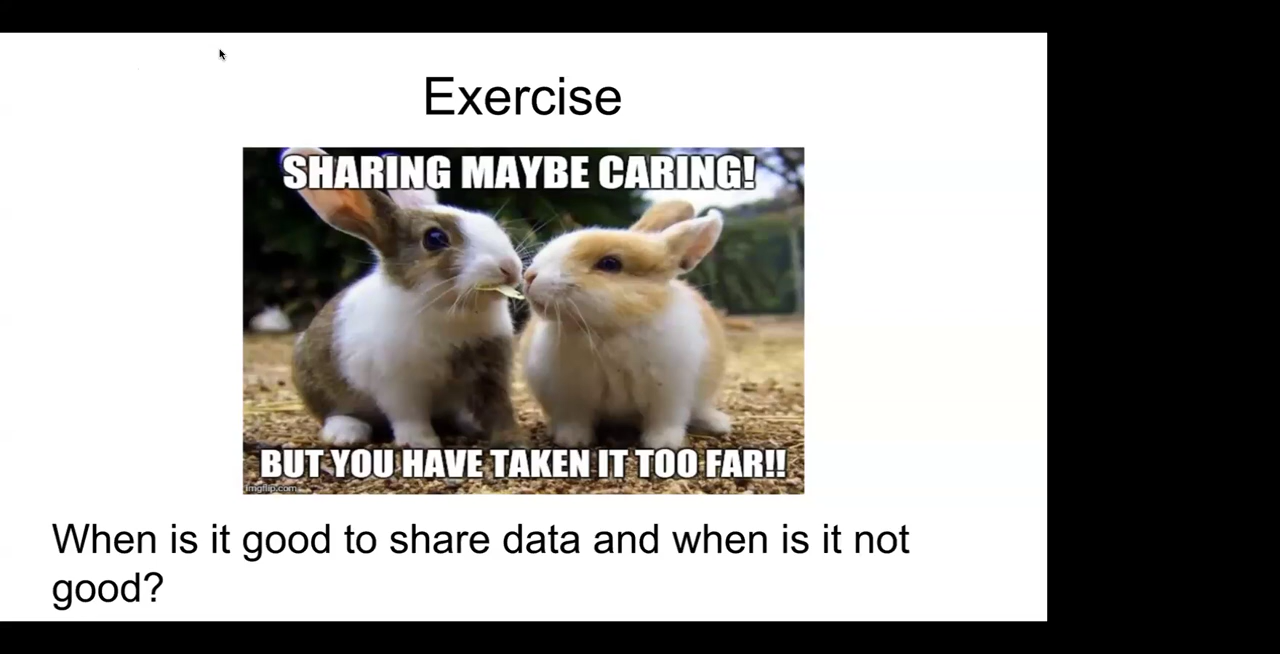 Exercise
SHARING MAYBE CARING!
BUT YOU HAVE TAKEN IT TOO FAR!!
imgflip.com
When is it good to share data and when is it not
good?